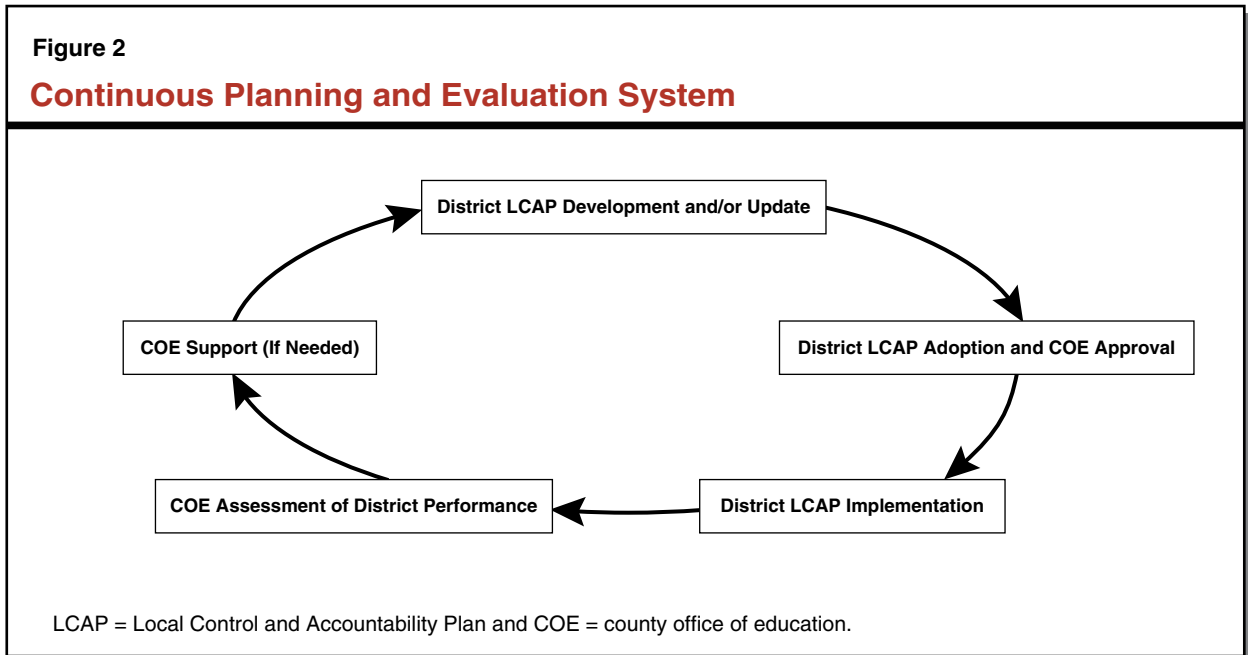 Figure 2
Continuous Planning and Evaluation System
District LCAP Development and/or Update
COE Support (If Needed)
District LCAP Adoption and COE Approval
COE Assessment of District Performance
District LCAP Implementation
LCAP = Local Control and Accountability Plan and COE = county office of education.